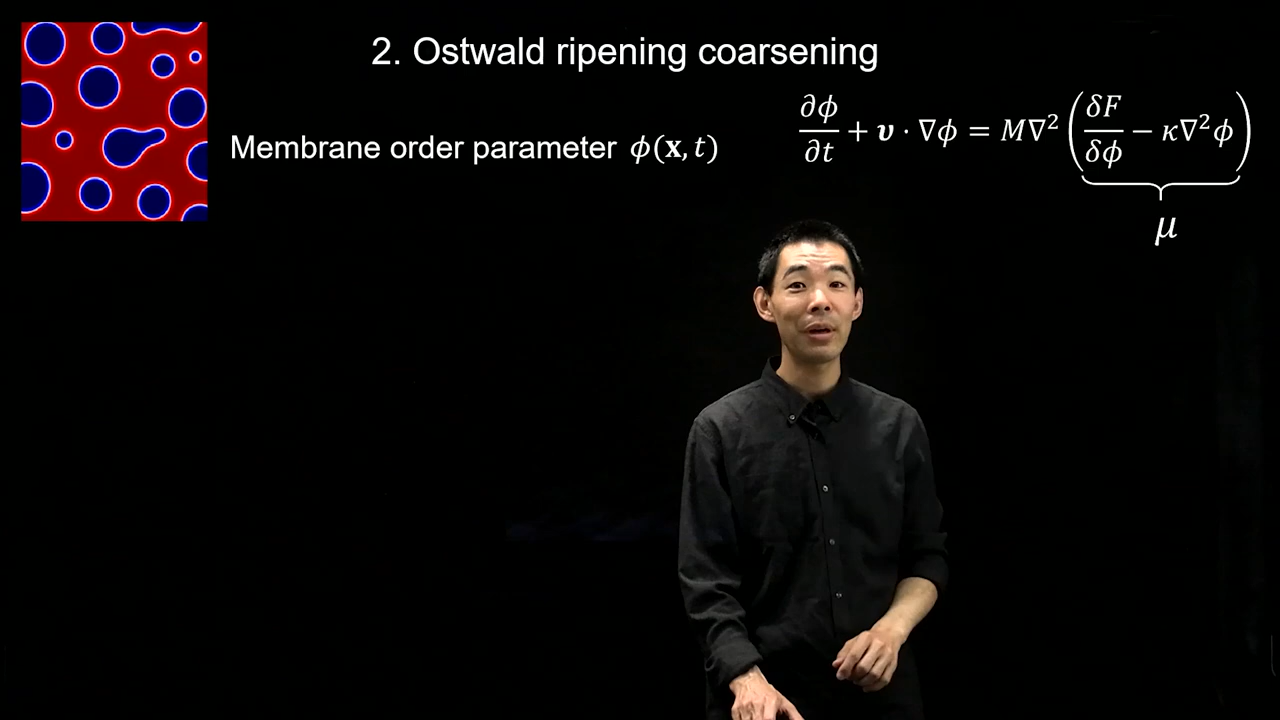 2. Ostwald ripening coarsening
Membrane order parameter ϕ(𝐱, t)
∂ϕ/∂t + 𝝊 · ∇ϕ = M∇²(δF/δϕ − κ∇²ϕ)
μ